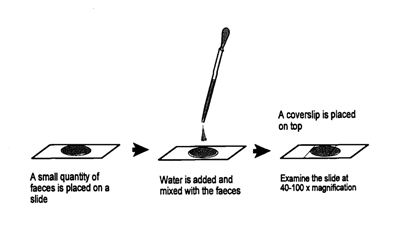 A small quantity of
faeces is placed on a
slide
Water is added and
mixed with the faeces
A coverslip is placed
on top
Examine the slide at
40-100 x magnification